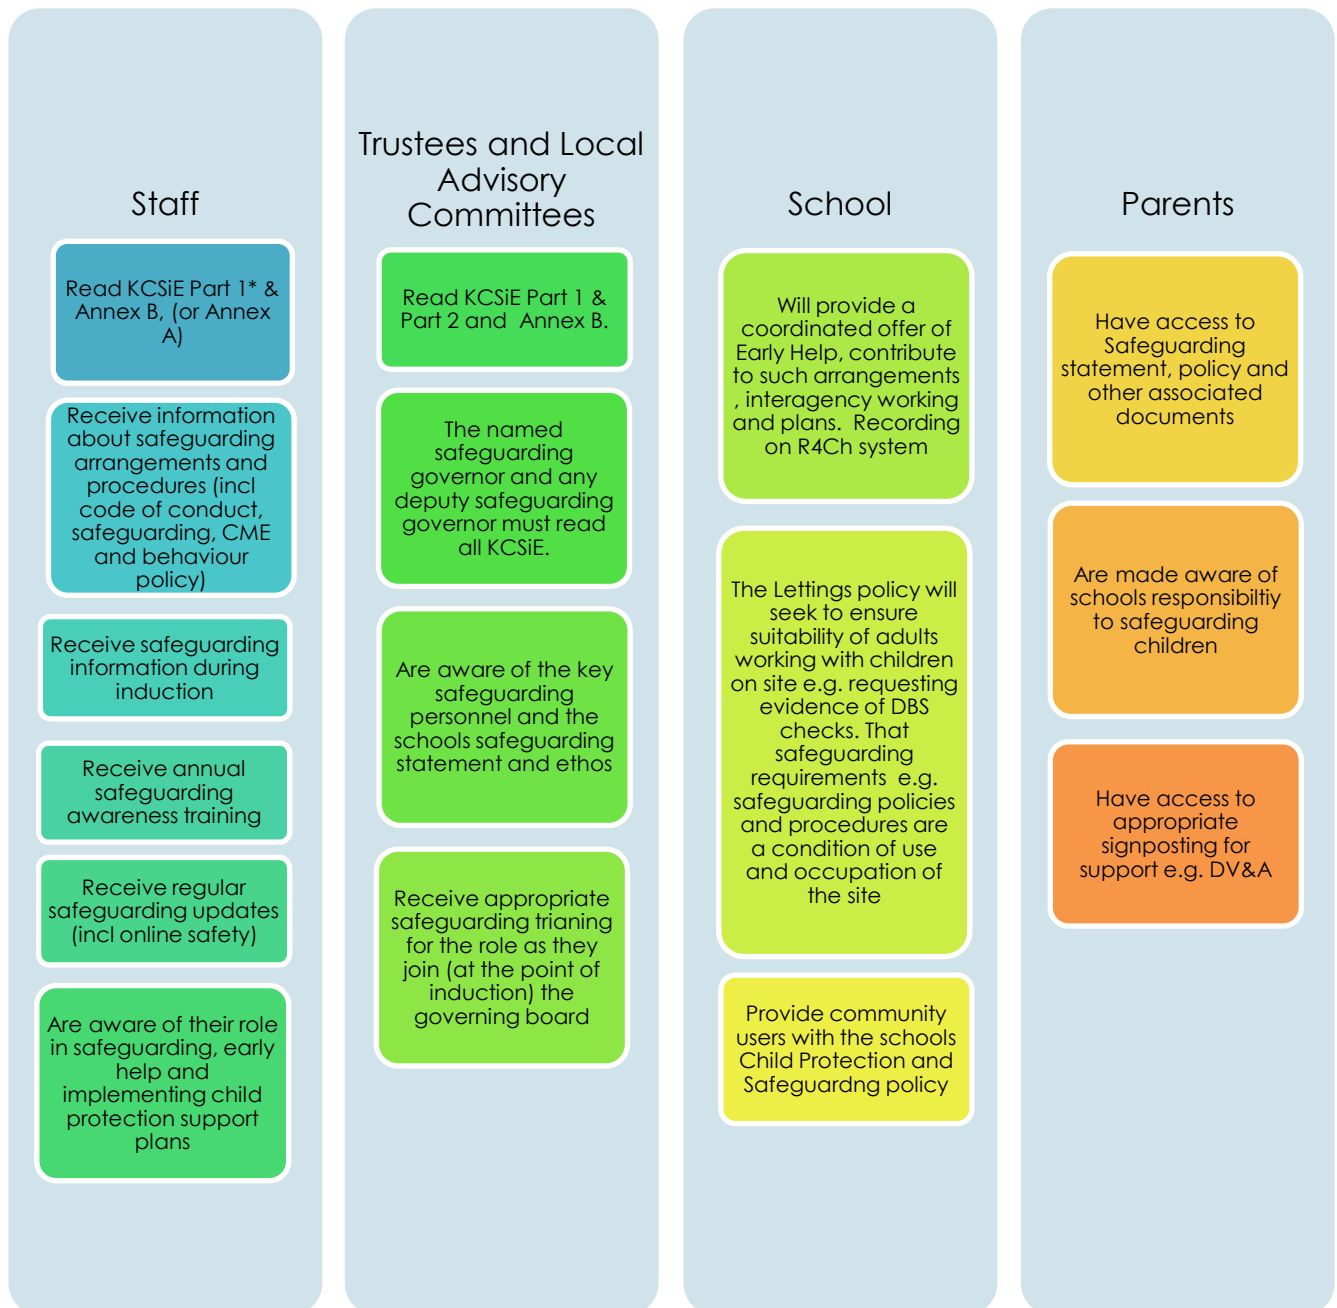 Staff
Read KCSiE Part 1* &
Annex B, (or Annex
A)
Receive information
about safeguarding
arrangements and
procedures (incl
code of conduct,
safeguarding, CME
and behaviour
policy)
Receive safeguarding
information during
induction
Receive annual
safeguarding
awareness training
Receive regular
safeguarding updates
(incl online safety)
Are aware of their role
in safeguarding, early
help and
implementing child
protection support
plans
Trustees and Local
Advisory
Committees
Read KCSiE Part 1 &
Part 2 and Annex B.
The named
safeguarding
governor and any
deputy safeguarding
governor must read
all KCSiE.
Are aware of the key
safeguarding
personnel and the
schools safeguarding
statement and ethos
Receive appropriate
safeguarding trianing
for the role as they
join (at the point of
induction) the
governing board
School
Will provide a
coordinated offer of
Early Help, contribute
to such arrangements
, interagency working
and plans. Recording
on R4Ch system
The Lettings policy will
seek to ensure
suitability of adults
working with children
on site e.g. requesting
evidence of DBS
checks. That
safeguarding
requirements e.g.
safeguarding policies
and procedures are
a condition of use
and occupation of
the site
Provide community
users with the schools
Child Protection and
Safeguardng policy
Parents
Have access to
Safeguarding
statement, policy and
other associated
documents
Are made aware of
schools responsibiltiy
to safeguarding
children
Have access to
appropriate
signposting for
support e.g. DV&A